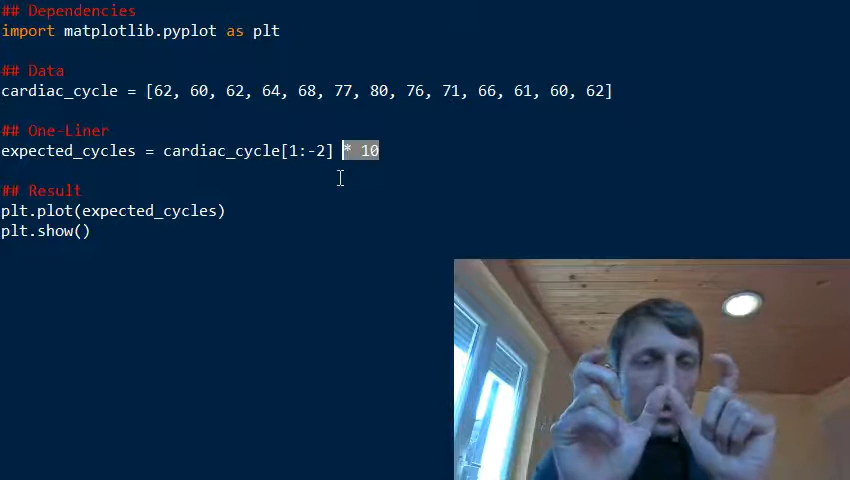 ## Dependencies
import matplotlib.pyplot as plt
## Data
cardiac_cycle = [62, 60, 62, 64, 68, 77, 80, 76, 71, 66, 61, 60, 62]
## One-Liner
expected_cycles = cardiac_cycle[1:-2] * 10
## Result
plt.plot(expected_cycles)
plt.show()